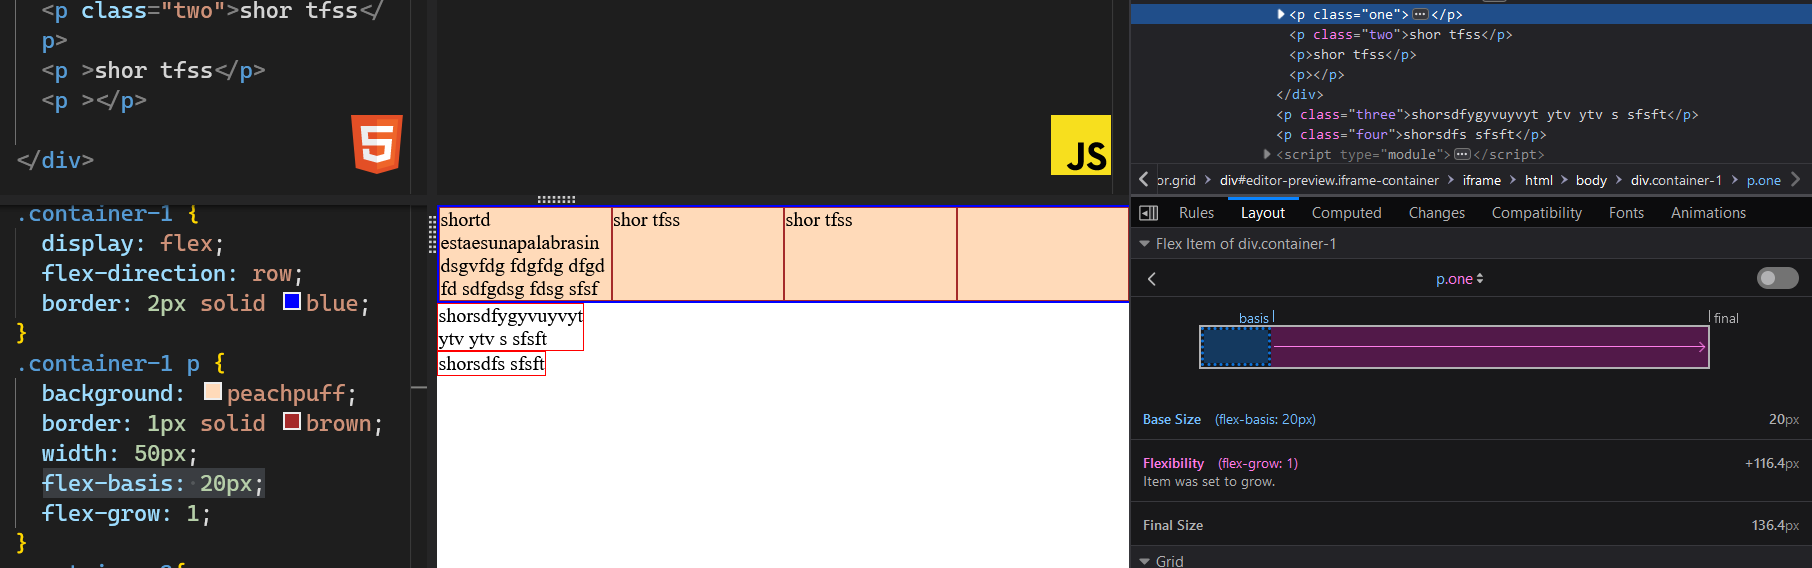 <p class="two">shor tfss</
p>
<p >shor tfss</p>
<p ></p>
</div>
5
.container-1 {
display: flex;
flex-direction: row;
border: 2px solid blue;
}
.container-1 p {
background: peachpuff;
border: 1px solid brown;
width: 50px;
flex-basis: 20px;
flex-grow: 1;
}
JS
shortd
estaesunapalabrasin
dsgvfdg fdgfdg dfgd
fd sdfgdsg fdsg sfsf
shor tfss
shor tfss
shorsdfygyvuyvyt
ytv ytv s sfsft
shorsdfs sfsft
<p class="one">…</p>
<p class="two">shor tfss</p>
<p>shor tfss</p>
<p></p>
</div>
<p class="three">shorsdfygyvuyvyt ytv ytv s sfsft</p>
<p class="four">shorsdfs sfsft</p>
<script type="module">…</script>
or.grid > div#editor-preview.iframe-container > iframe > html > body > div.container-1 > p.one
Rules Layout Computed Changes Compatibility Fonts Animations
Flex Item of div.container-1
p.one
basis final
Base Size (flex-basis: 20px) 20px
Flexibility (flex-grow: 1) +116.4px
Item was set to grow.
Final Size 136.4px
Grid